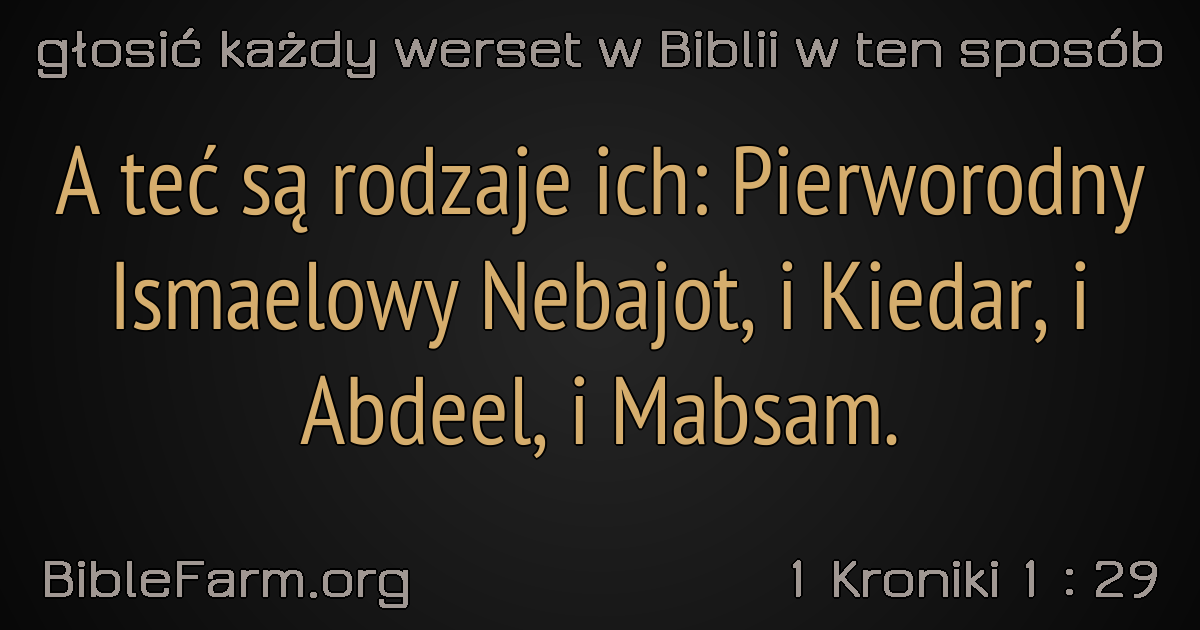 głosić każdy werset w Biblii w ten sposób
A teć są rodzaje ich: Pierworodny
Ismaelowy Nebajot, i Kiedar, i
Abdeel, i Mabsam.
BibleFarm.org
1 Kroniki 1 : 29